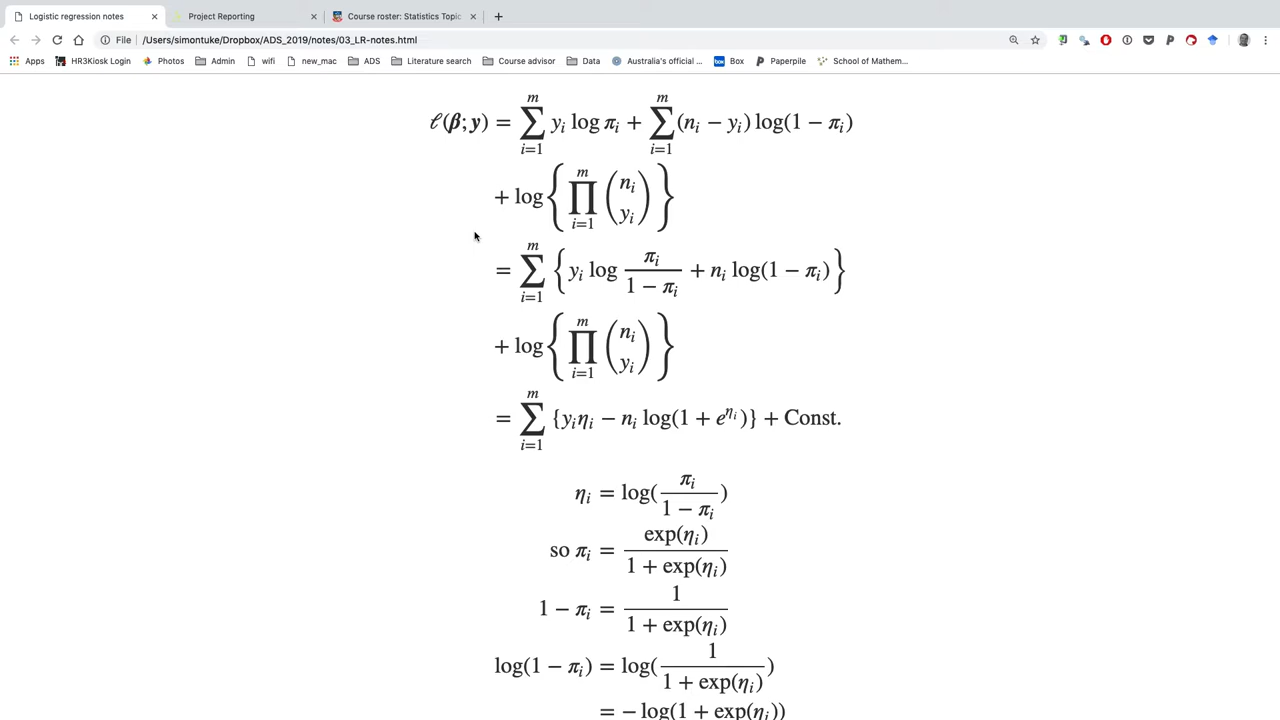 Logistic regression notes
Project Reporting
Course roster: Statistics Topic
File | /Users/simontuke/Dropbox/ADS_2019/notes/03_LR-notes.html
Apps HR3Kiosk Login Photos Admin wifi new_mac ADS Literature search Course advisor Data Australia's official ... Box Paperpile School of Mathem...
ℓ(β; y) = ∑_{i=1}^{m} y_i log π_i + ∑_{i=1}^{m} (n_i − y_i) log(1 − π_i)
+ log { ∏_{i=1}^{m} (n_i y_i) }
= ∑_{i=1}^{m} { y_i log π_i / (1 − π_i) + n_i log(1 − π_i) }
+ log { ∏_{i=1}^{m} (n_i y_i) }
= ∑_{i=1}^{m} {y_i η_i − n_i log(1 + e^{η_i})} + Const.
η_i = log( π_i / (1 − π_i) )
so π_i = exp(η_i) / (1 + exp(η_i))
1 − π_i = 1 / (1 + exp(η_i))
log(1 − π_i) = log( 1 / (1 + exp(η_i)) )
= − log(1 + exp(η_i))